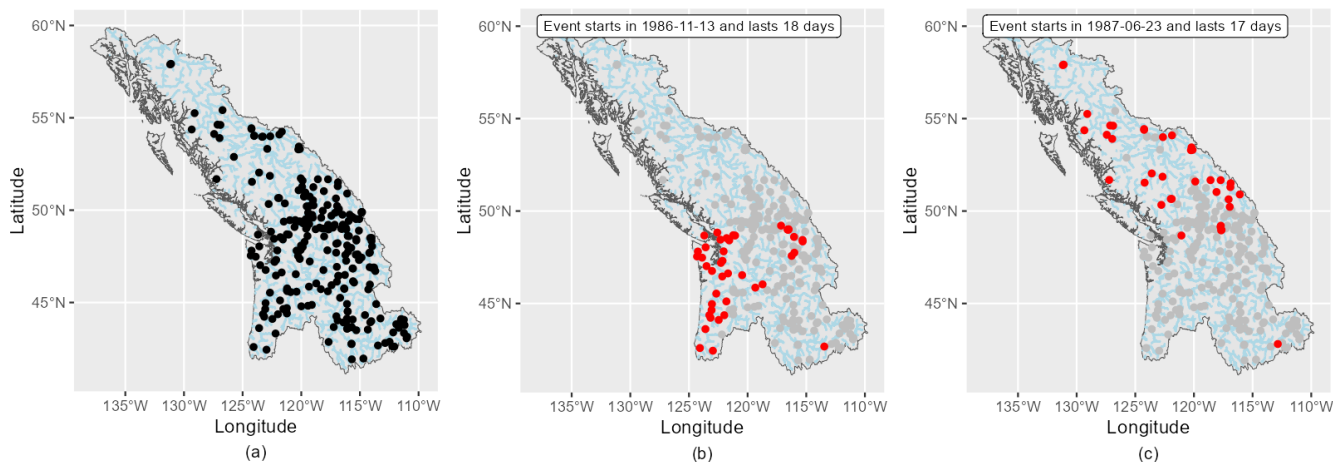 60°N
55°N
50°N
45°N
Latitude
135°W 130°W 125°W 120°W 115°W 110°W
Longitude
(a)
Event starts in 1986-11-13 and lasts 18 days
60°N
55°N
50°N
45°N
Latitude
135°W 130°W 125°W 120°W 115°W 110°W
Longitude
(b)
Event starts in 1987-06-23 and lasts 17 days
60°N
55°N
50°N
45°N
Latitude
135°W 130°W 125°W 120°W 115°W 110°W
Longitude
(c)